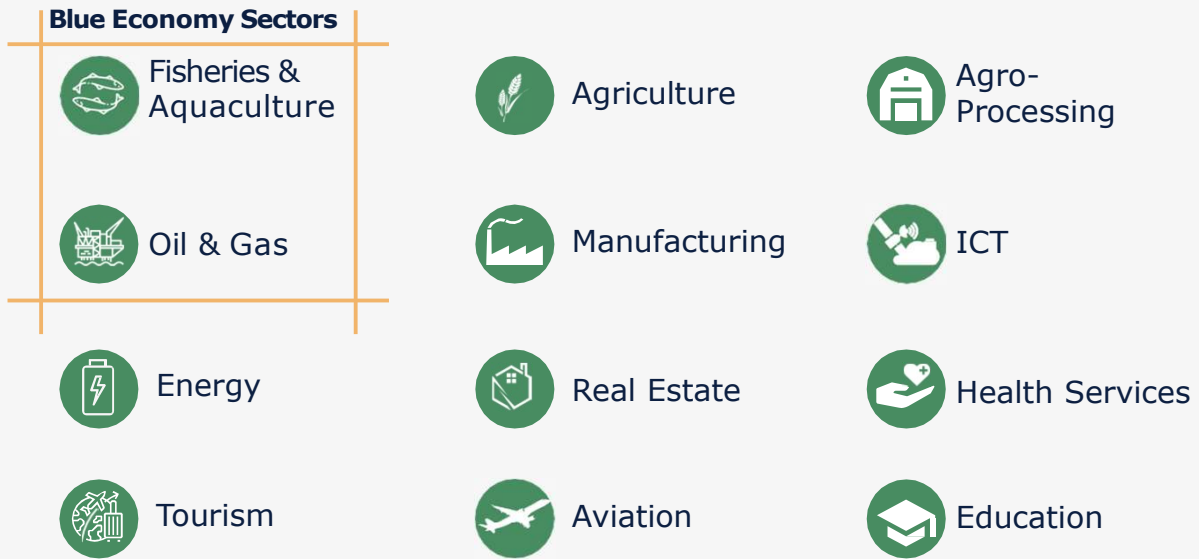 Blue Economy Sectors
Fisheries &
Aquaculture
Agriculture
Agro-
Processing
Oil & Gas
Manufacturing
ICT
Energy
Real Estate
Health Services
Tourism
Aviation
Education